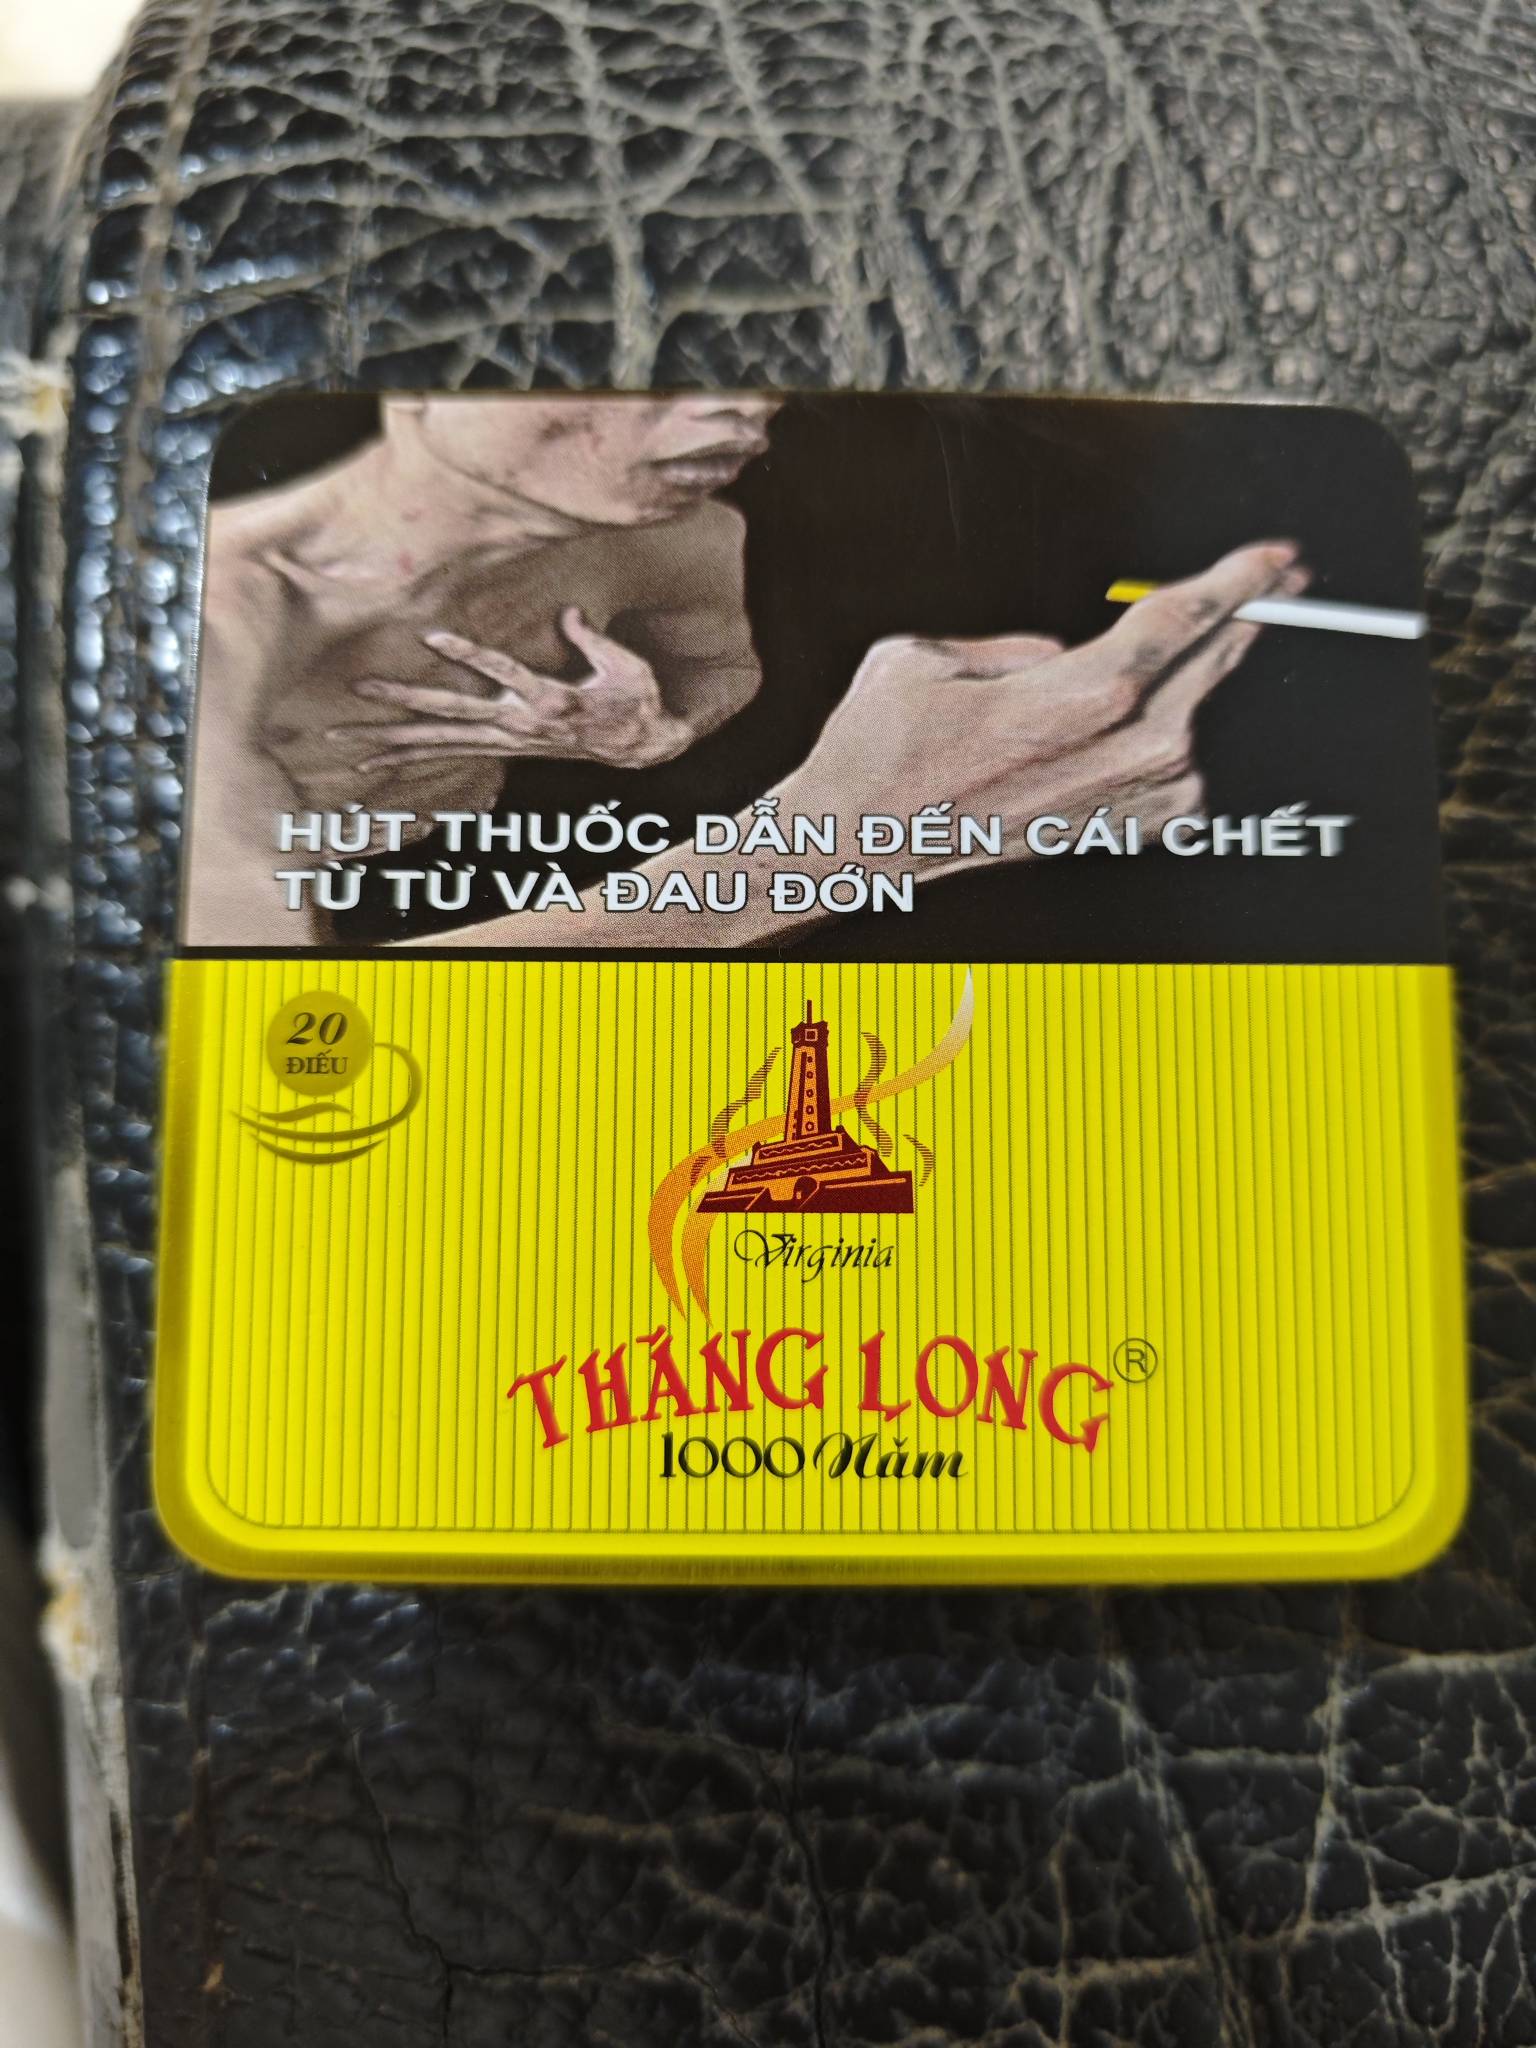 HÚT THUỐC DẪN ĐẾN CÁI CHẾT
TỪ TỪ VÀ ĐAU ĐỚN
20
ĐIẾU
Virginia
THĂNG LONG®
1000 Năm